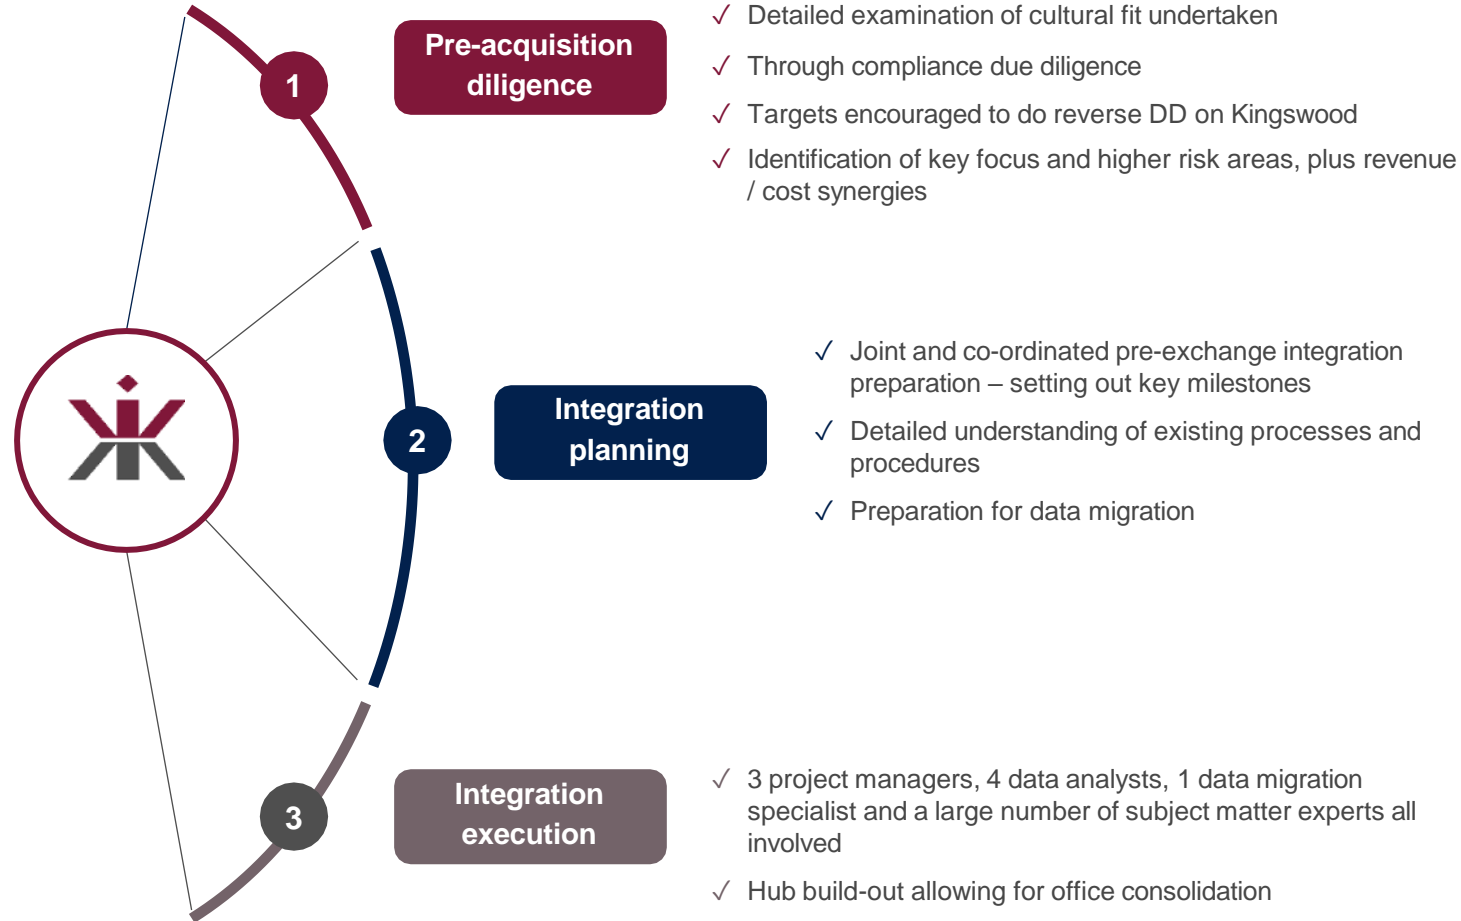 1
Pre-acquisition
diligence
✓ Detailed examination of cultural fit undertaken
✓ Through compliance due diligence
✓ Targets encouraged to do reverse DD on Kingswood
✓ Identification of key focus and higher risk areas, plus revenue
/ cost synergies
2
Integration
planning
✓ Joint and co-ordinated pre-exchange integration
preparation – setting out key milestones
✓ Detailed understanding of existing processes and
procedures
✓ Preparation for data migration
3
Integration
execution
✓ 3 project managers, 4 data analysts, 1 data migration
specialist and a large number of subject matter experts all
involved
✓ Hub build-out allowing for office consolidation